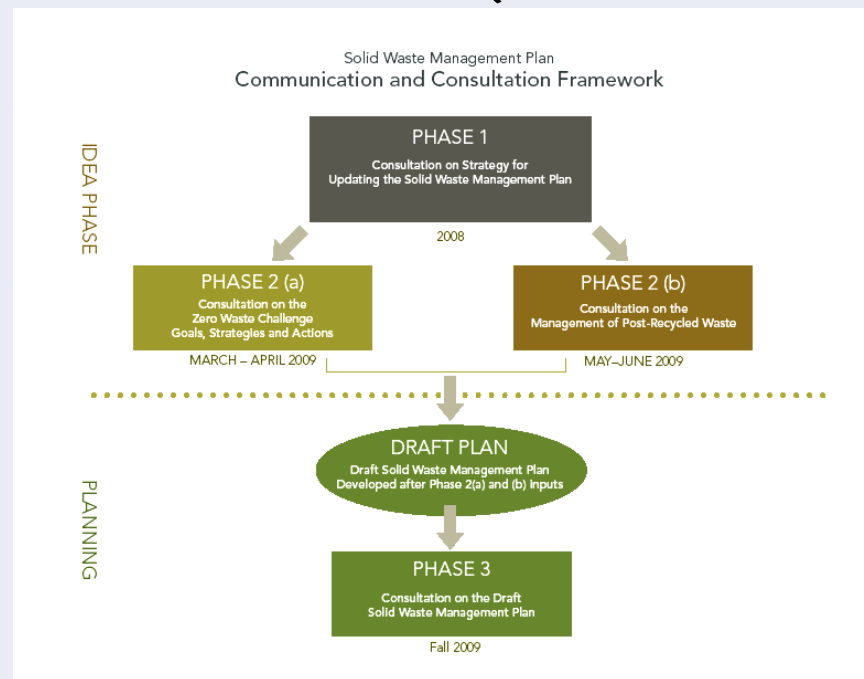 Solid Waste Management Plan
Communication and Consultation Framework
IDEA PHASE
PHASE 1
Consultation on Strategy for
Updating the Solid Waste Management Plan
2008
PHASE 2 (a)
Consultation on the
Zero Waste Challenge
Goals, Strategies and Actions
MARCH – APRIL 2009
PHASE 2 (b)
Consultation on the
Management of Post-Recycled Waste
MAY–JUNE 2009
PLANNING
DRAFT PLAN
Draft Solid Waste Management Plan
Developed after Phase 2(a) and (b) inputs
PHASE 3
Consultation on the Draft
Solid Waste Management Plan
Fall 2009